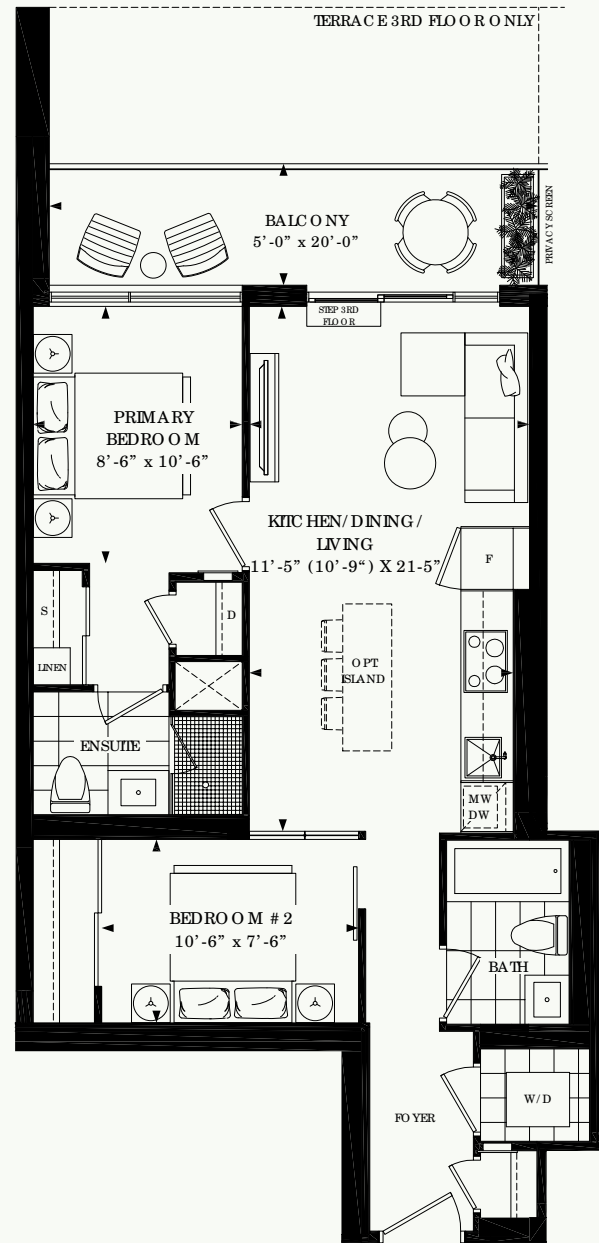 TERRACE 3RD FLOOR ONLY
BALCONY
5'-0" x 20'-0"
PRIVACY SCREEN
STEP 3RD
FLOOR
PRIMARY
BEDROOM
8'-6" x 10'-6"
KITCHEN/DINING/
LIVING
11'-5" (10'-9") X 21-5"
F
S
D
LINEN
OPT
ISLAND
ENSUITE
MW
DW
BEDROOM #2
10'-6" x 7'-6"
BATH
W/D
FOYER